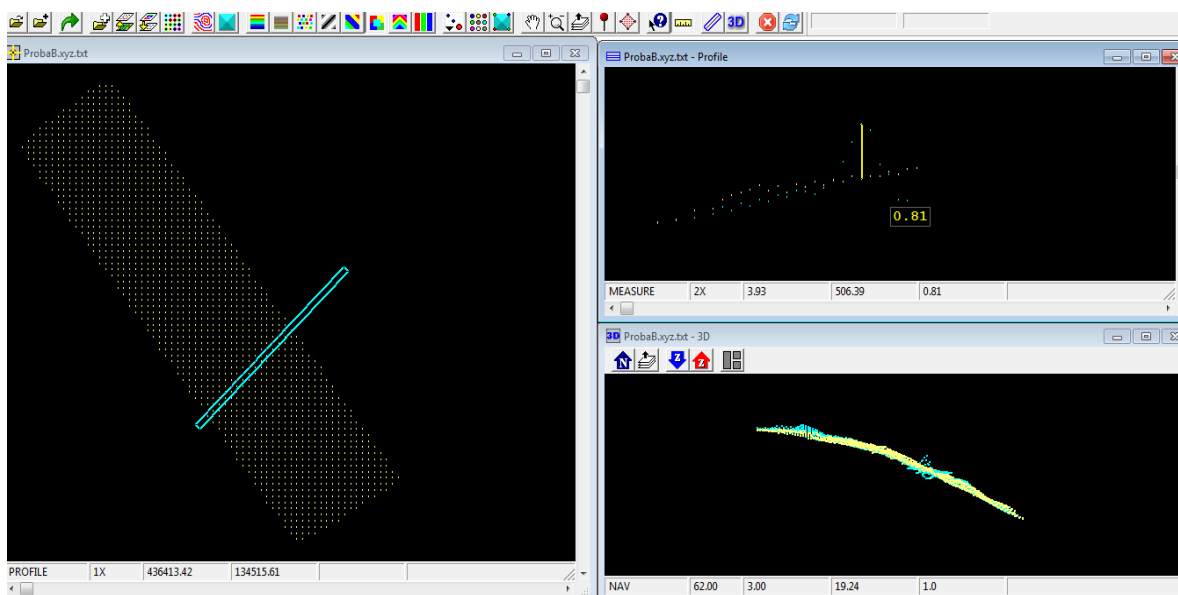 3D
ProbaB.xyz.txt
ProbaB.xyz.txt - Profile
0.81
MEASURE 2X 3.93 506.39 0.81
3D ProbaB.xyz.txt - 3D
N Z Z
PROFILE 1X 436413.42 134515.61
NAV 62.00 3.00 19.24 1.0